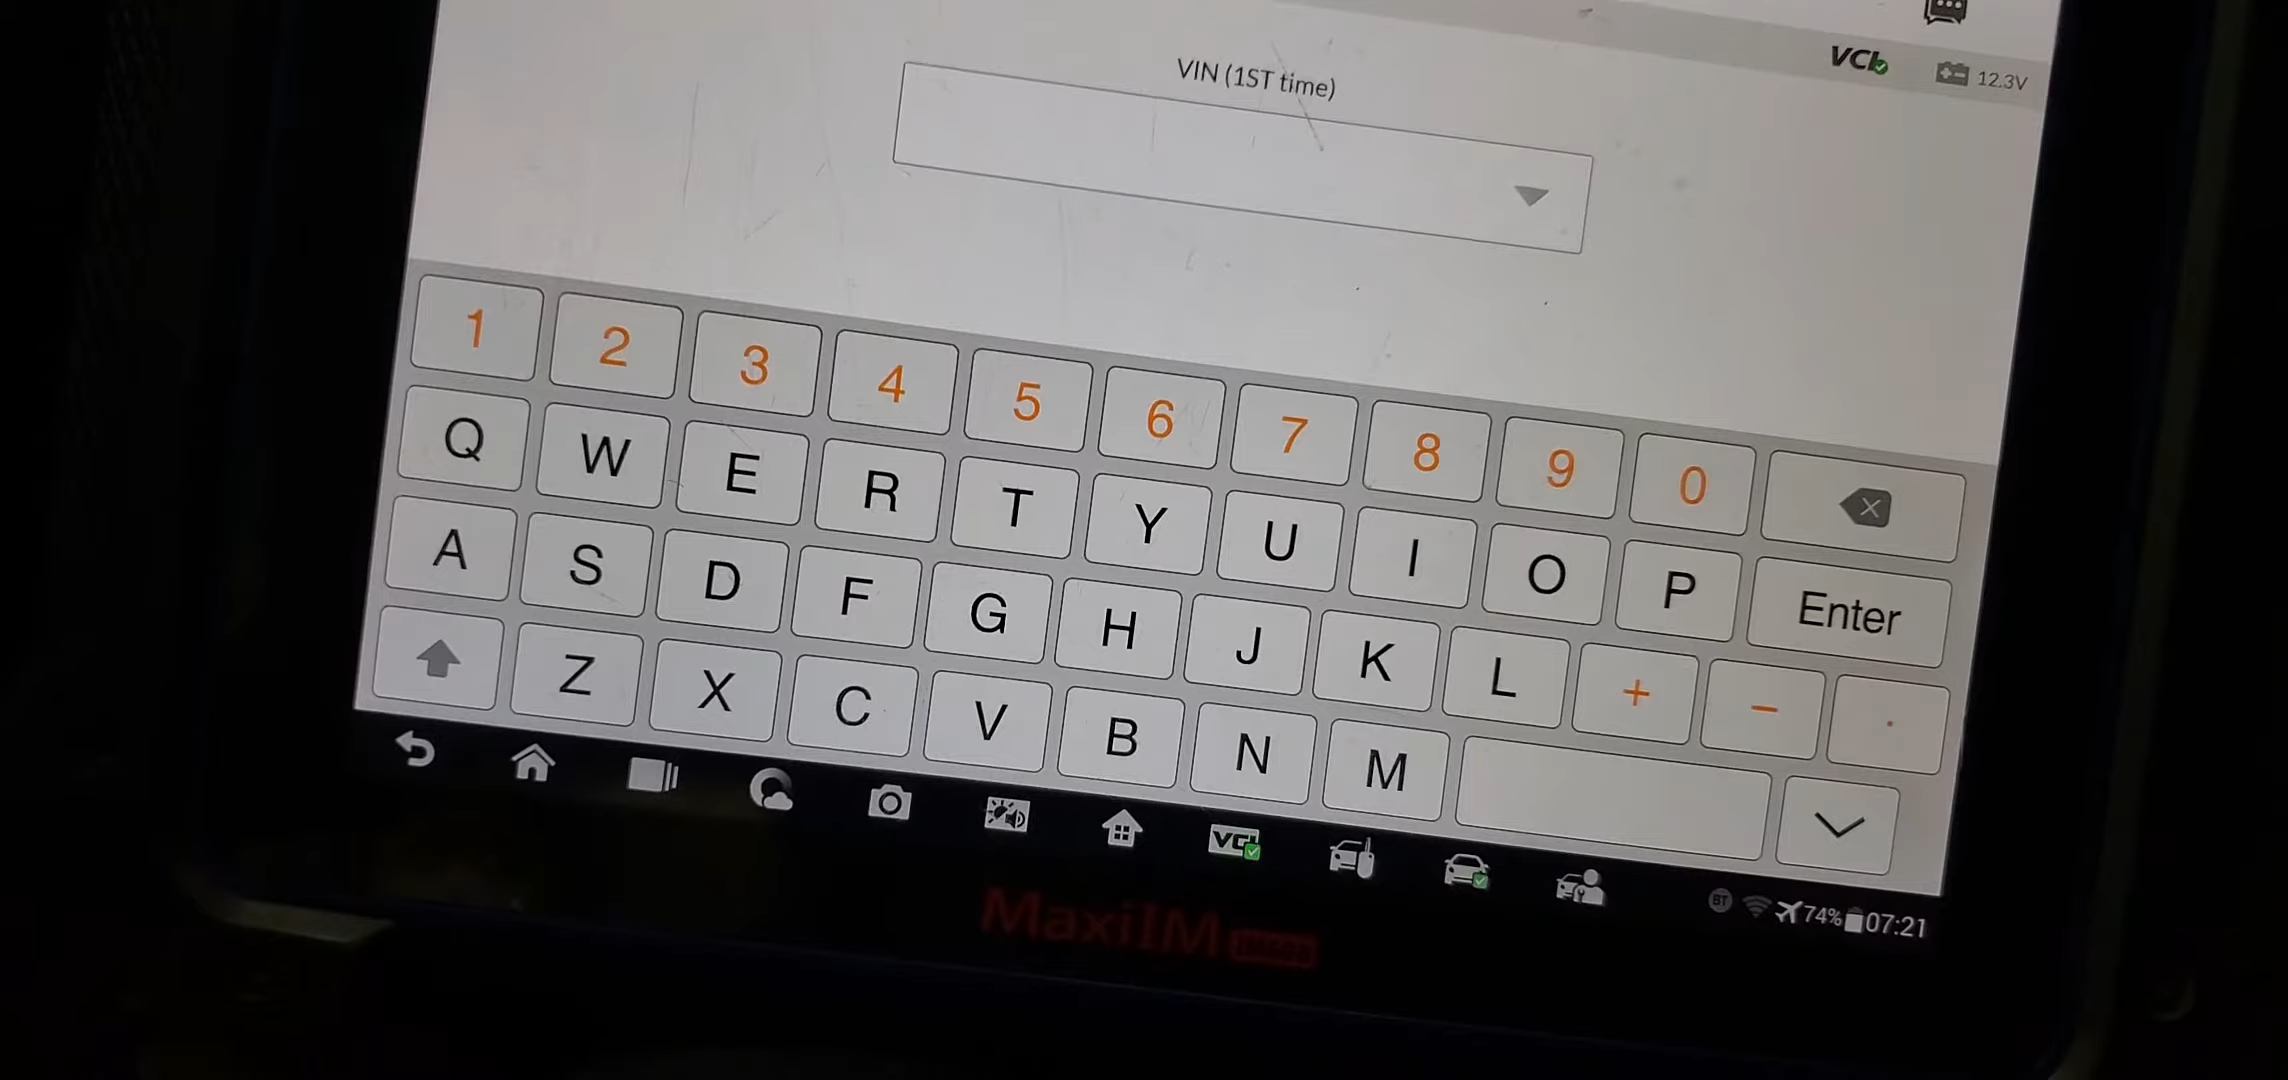 VCI
12.3V
VIN (1ST time)
1 2 3 4 5 6 7 8 9 0
Q W E R T Y U I O P Enter
A S D F G H J K L + - .
Z X C V B N M
VCI
BT 74% 07:21
MaxiIM